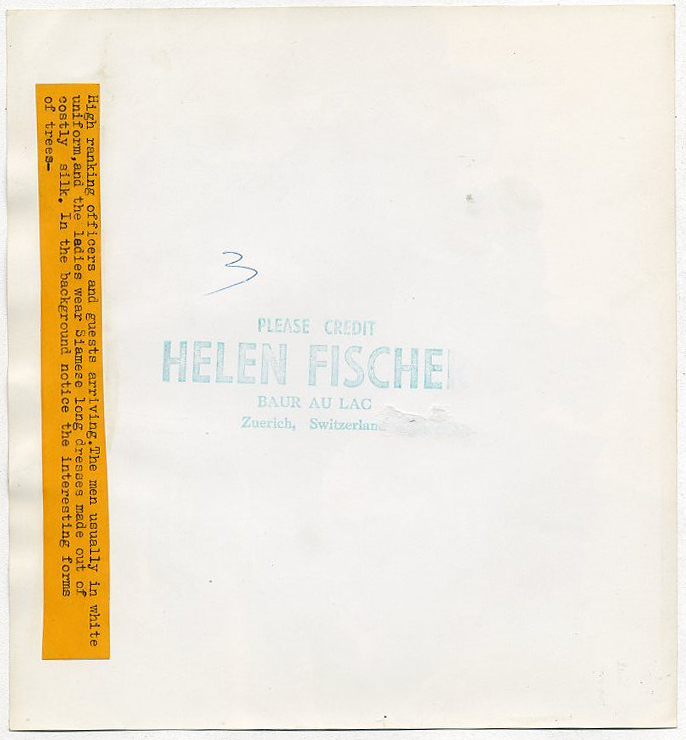 High ranking officers and guests arriving.The men usually in white
uniform,and the ladies wear Siamese long dresses made out of
costly silk. In the background notice the interesting forms
of trees-
3
PLEASE CREDIT
HELEN FISCHE
BAUR AU LAC
Zuerich, Switzerland